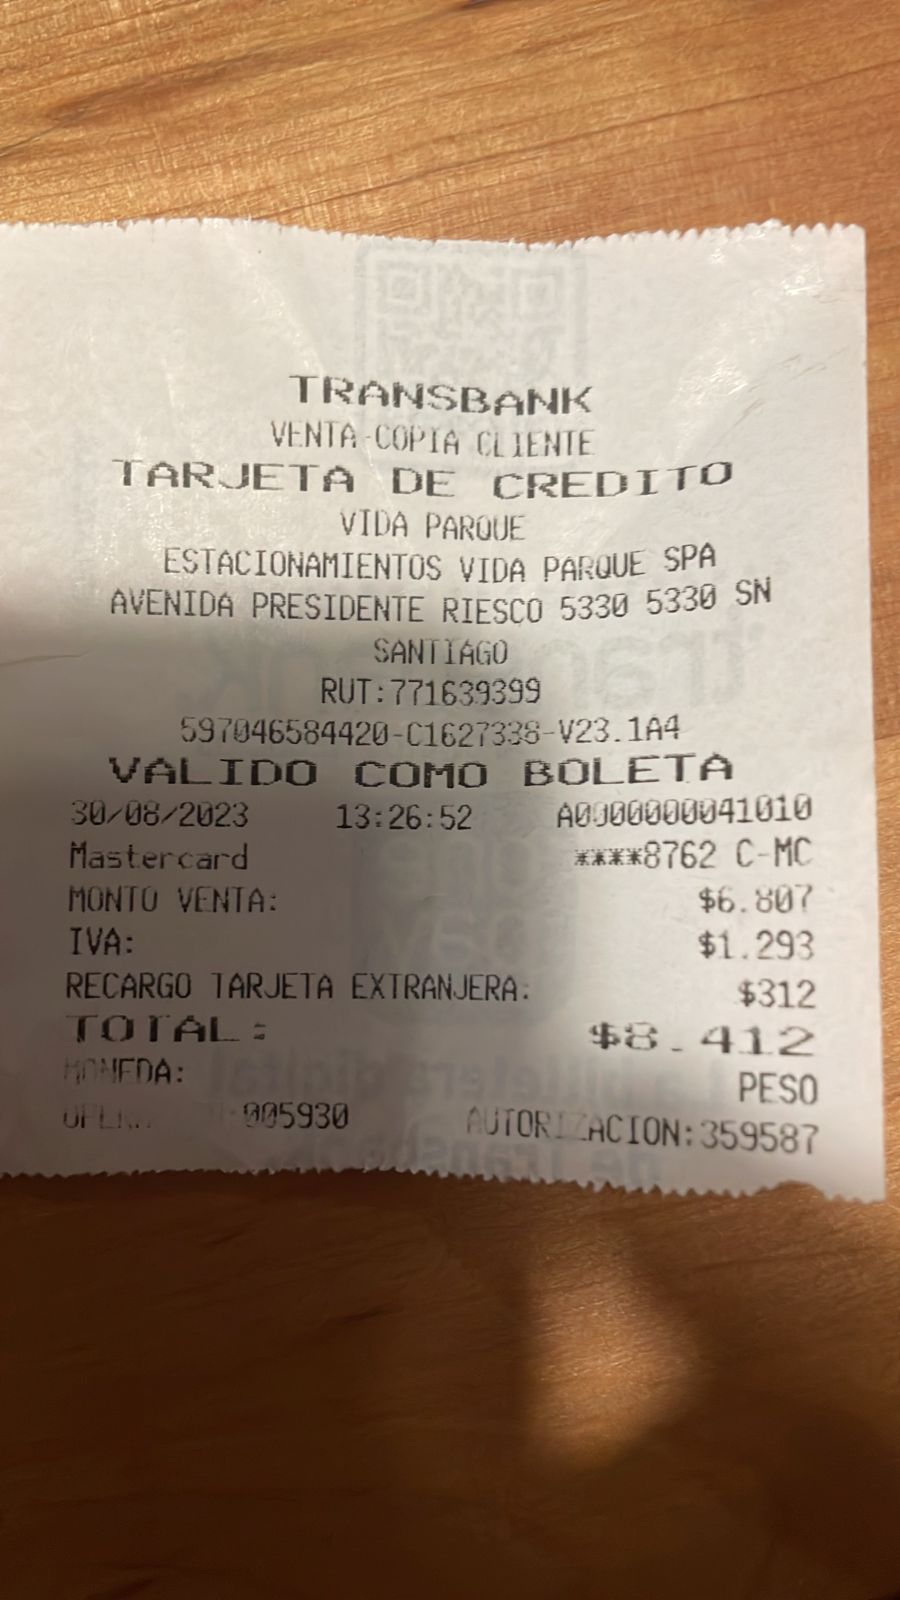 TRANSBANK
VENTA-COPIA CLIENTE
TARJETA DE CREDITO
VIDA PARQUE
ESTACIONAMIENTOS VIDA PARQUE SPA
AVENIDA PRESIDENTE RIESCO 5330 5330 SN
SANTIAGO
RUT:771639399
597046584420-C1627338-V23.1A4
VALIDO COMO BOLETA
30/08/2023 13:26:52 A0000000041010
Mastercard ****8762 C-MC
MONTO VENTA: $6.807
IVA: $1.293
RECARGO TARJETA EXTRANJERA: $312
TOTAL: $8.412
MONEDA: PESO
005930 AUTORIZACION:359587